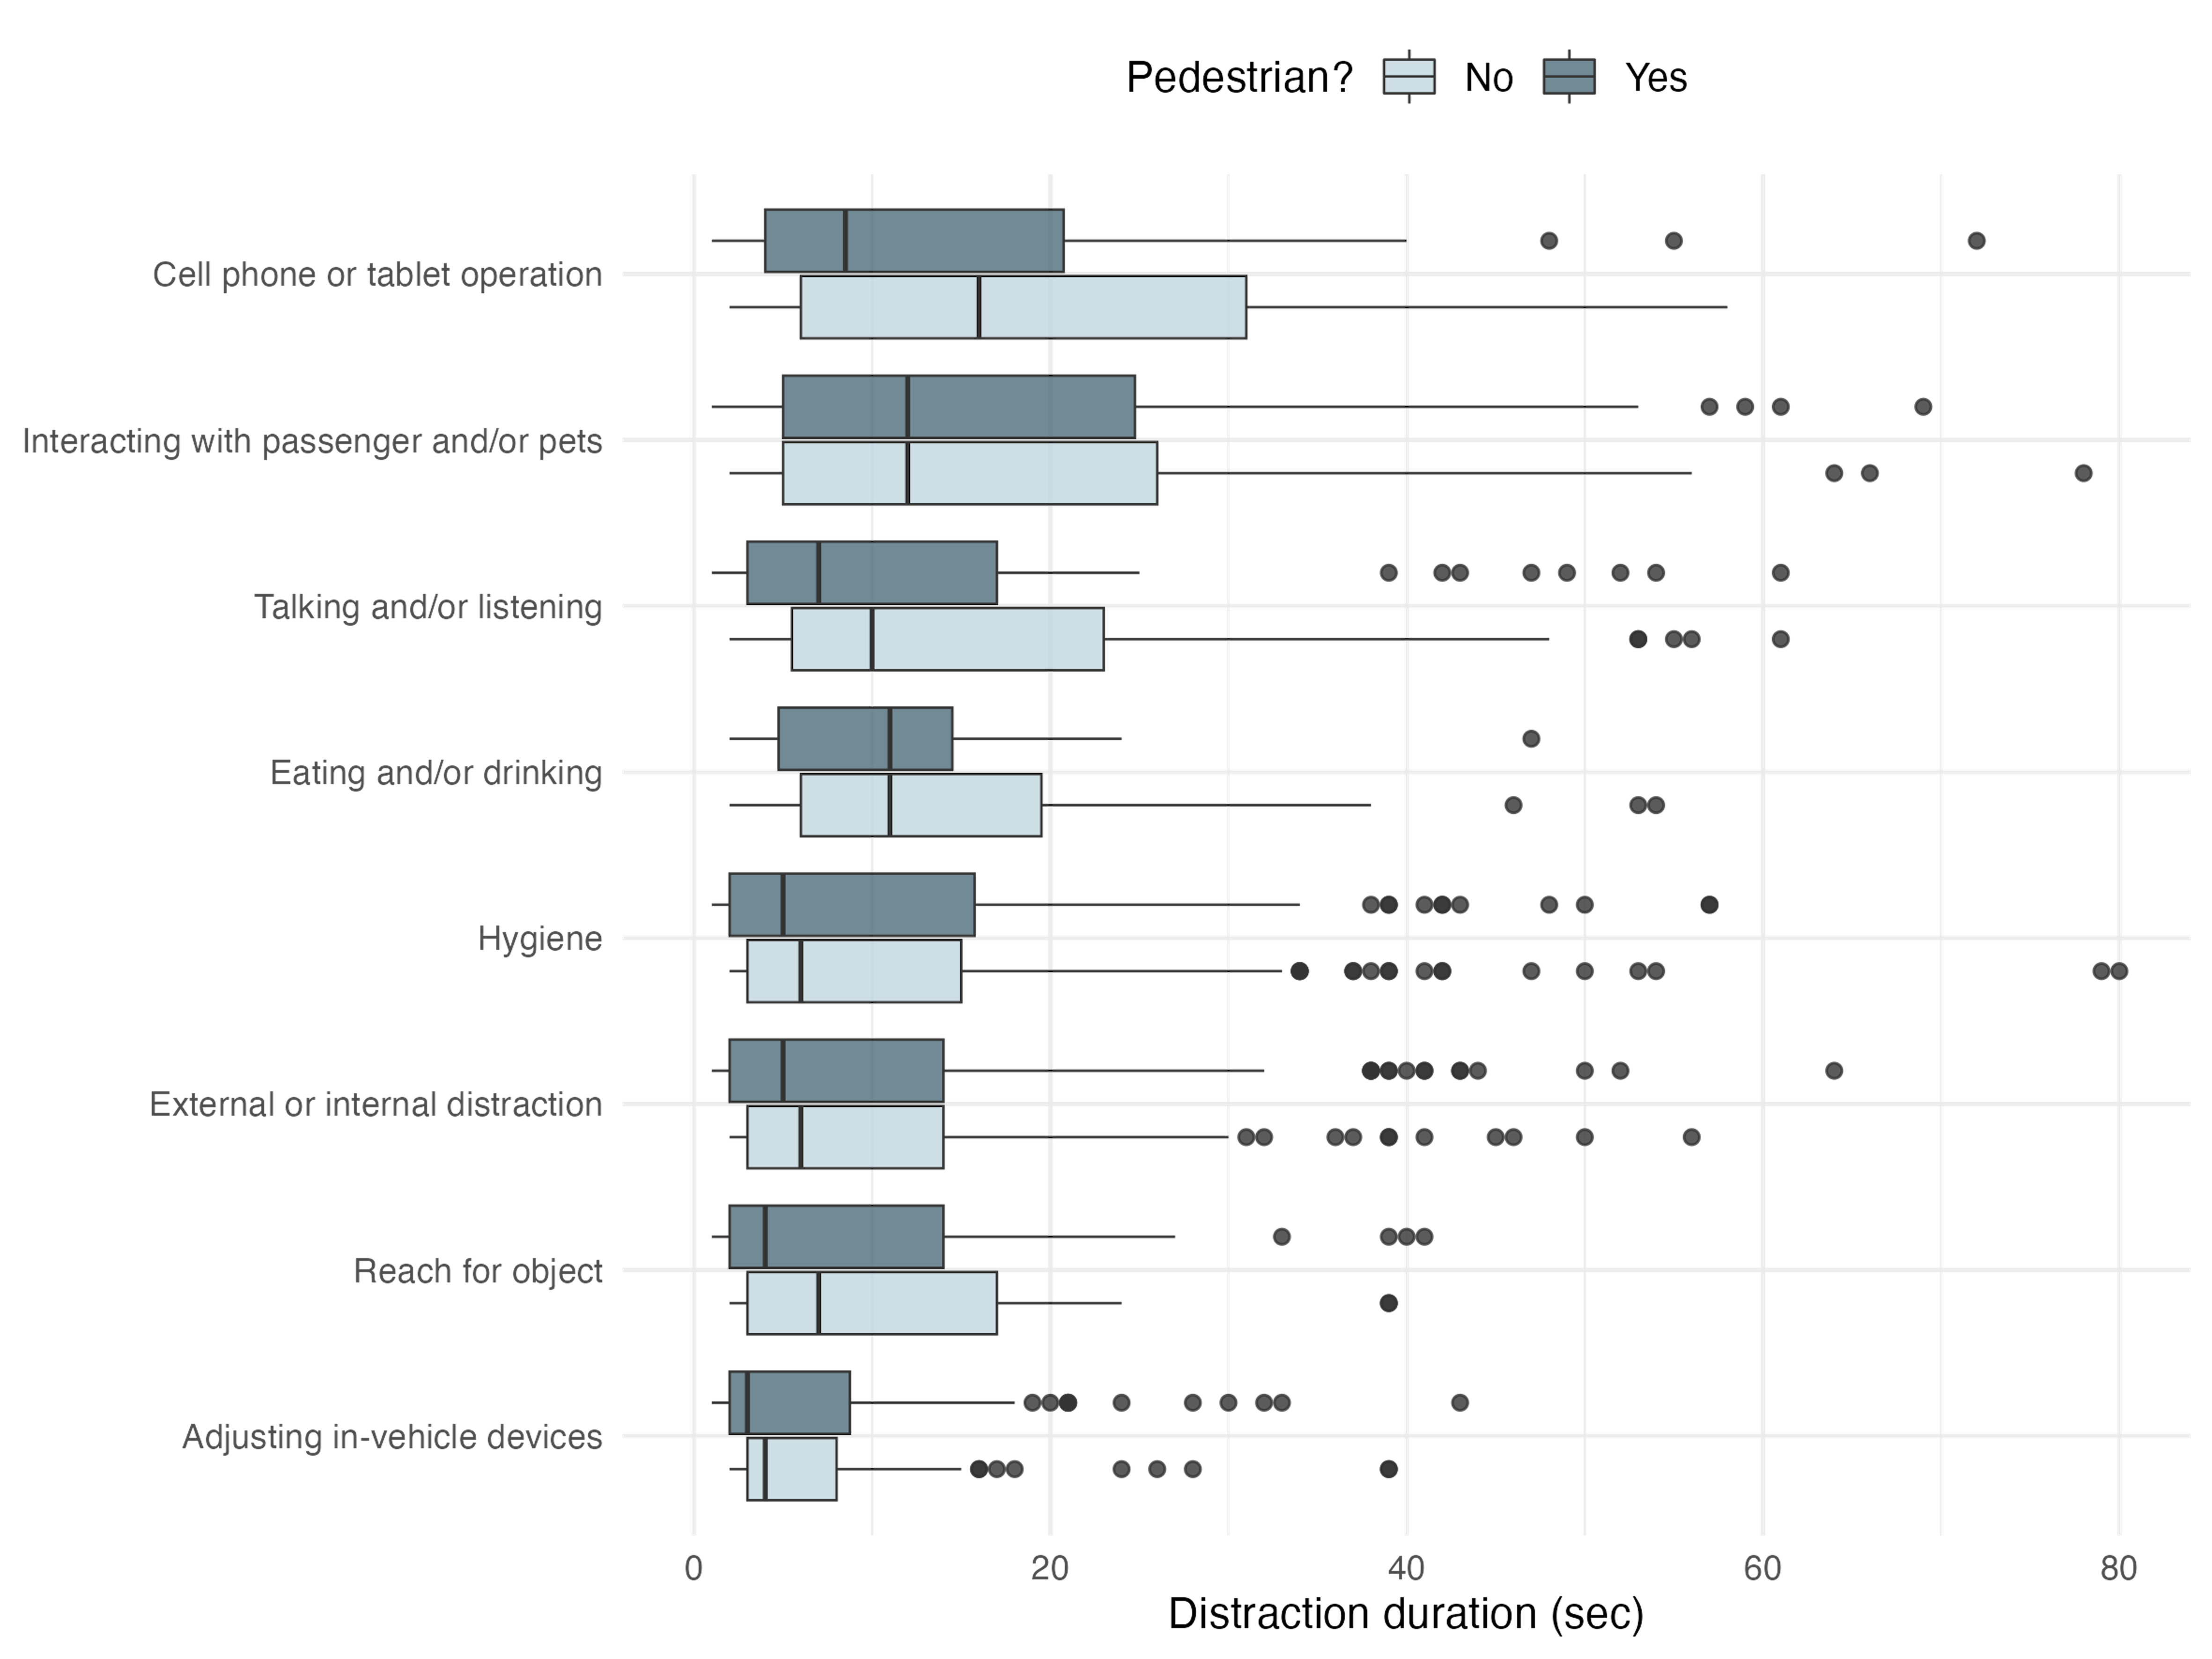 Pedestrian? No Yes
Cell phone or tablet operation
Interacting with passenger and/or pets
Talking and/or listening
Eating and/or drinking
Hygiene
External or internal distraction
Reach for object
Adjusting in-vehicle devices
0 20 40 60 80
Distraction duration (sec)